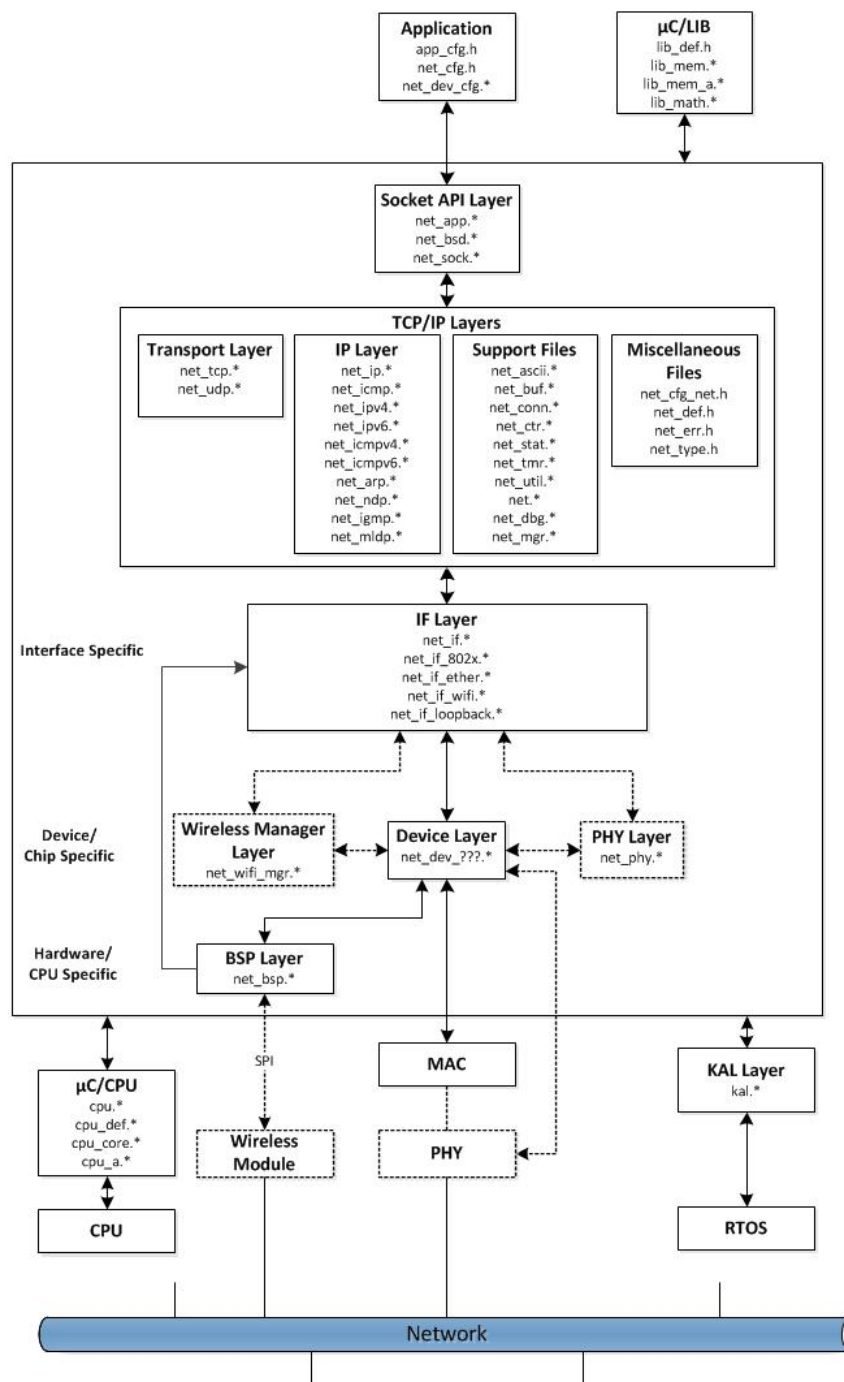 Application
app_cfg.h
net_cfg.h
net_dev_cfg.*
µC/LIB
lib_def.h
lib_mem.*
lib_mem_a.*
lib_math.*
Socket API Layer
net_app.*
net_bsd.*
net_sock.*
TCP/IP Layers
Transport Layer
net_tcp.*
net_udp.*
IP Layer
net_ip.*
net_icmp.*
net_ipv4.*
net_ipv6.*
net_icmpv4.*
net_icmpv6.*
net_arp.*
net_ndp.*
net_igmp.*
net_mldp.*
Support Files
net_ascii.*
net_buf.*
net_conn.*
net_ctr.*
net_stat.*
net_tmr.*
net_util.*
net.*
net_dbg.*
net_mgr.*
Miscellaneous
Files
net_cfg_net.h
net_def.h
net_err.h
net_type.h
Interface Specific
IF Layer
net_if.*
net_if_802x.*
net_if_ether.*
net_if_wifi.*
net_if_loopback.*
Device/
Chip Specific
Wireless Manager
Layer
net_wifi_mgr.*
Device Layer
net_dev_???.*
PHY Layer
net_phy.*
Hardware/
CPU Specific
BSP Layer
net_bsp.*
SPI
µC/CPU
cpu.*
cpu_def.*
cpu_core.*
cpu_a.*
MAC
KAL Layer
kal.*
Wireless
Module
PHY
CPU
RTOS
Network